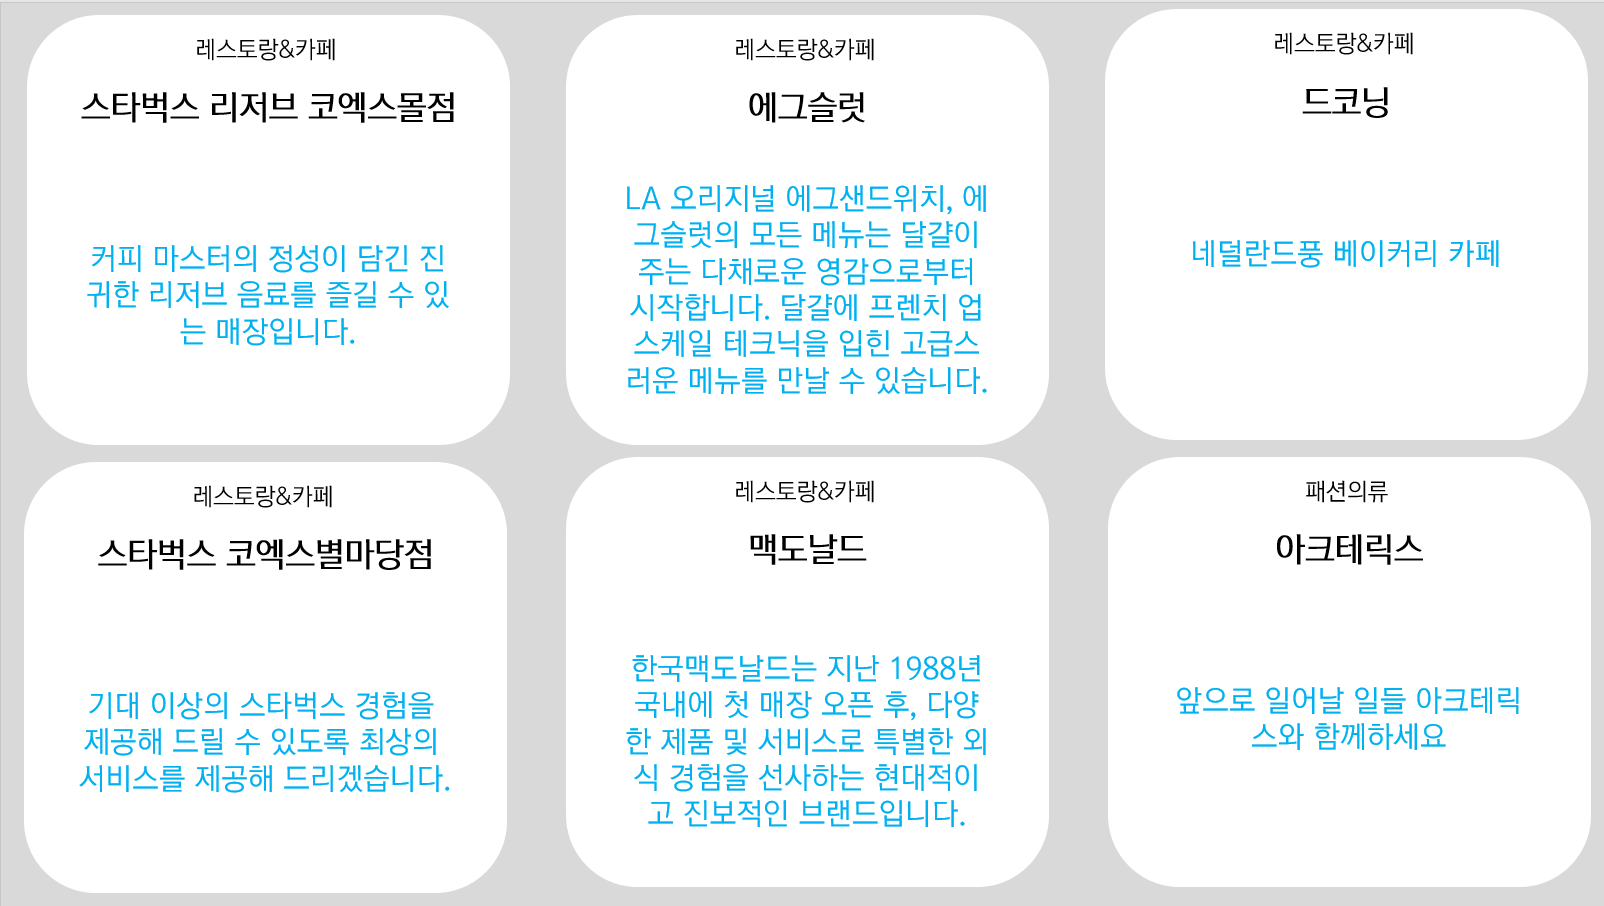 레스토랑&카페
스타벅스 리저브 코엑스몰점
커피 마스터의 정성이 담긴 진
귀한 리저브 음료를 즐길 수 있
는 매장입니다.
레스토랑&카페
에그슬럿
LA 오리지널 에그샌드위치, 에
그슬럿의 모든 메뉴는 달걀이
주는 다채로운 영감으로부터
시작합니다. 달걀에 프렌치 업
스케일 테크닉을 입힌 고급스
러운 메뉴를 만날 수 있습니다.
레스토랑&카페
드코닝
네덜란드풍 베이커리 카페
레스토랑&카페
스타벅스 코엑스별마당점
기대 이상의 스타벅스 경험을
제공해 드릴 수 있도록 최상의
서비스를 제공해 드리겠습니다.
레스토랑&카페
맥도날드
한국맥도날드는 지난 1988년
국내에 첫 매장 오픈 후, 다양
한 제품 및 서비스로 특별한 외
식 경험을 선사하는 현대적이
고 진보적인 브랜드입니다.
패션의류
아크테릭스
앞으로 일어날 일들 아크테릭
스와 함께하세요